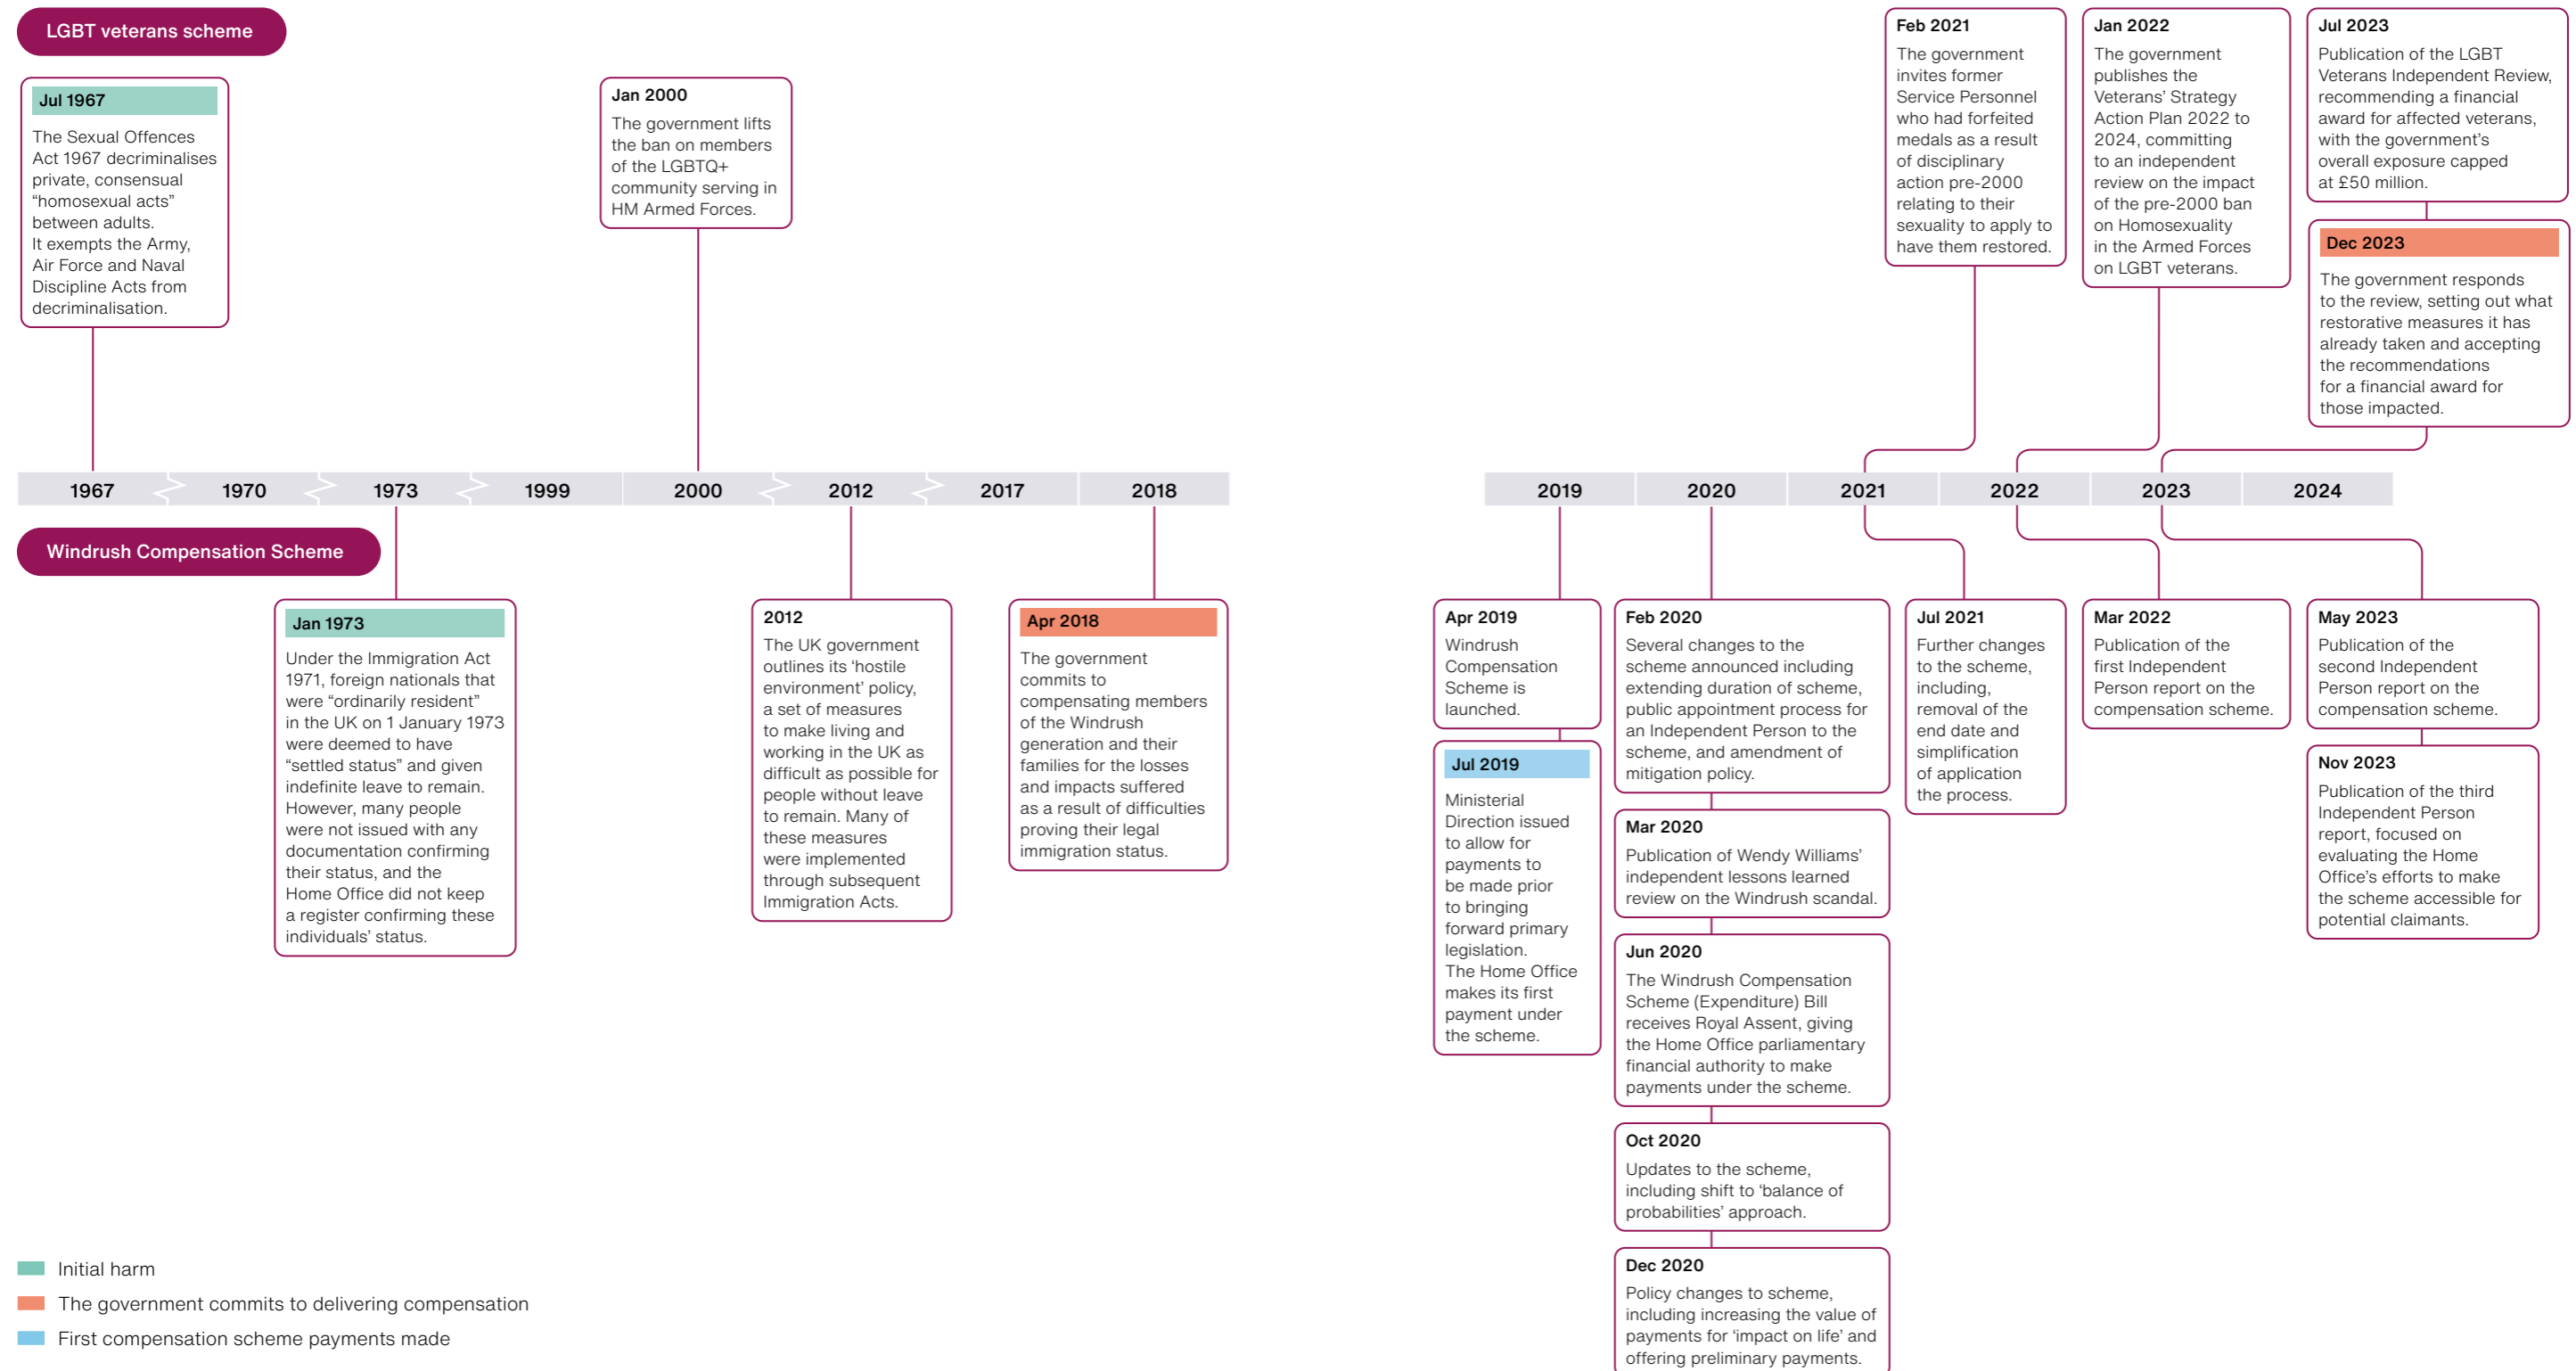 LGBT veterans scheme
Jul 1967
The Sexual Offences
Act 1967 decriminalises
private, consensual
“homosexual acts”
between adults.
It exempts the Army,
Air Force and Naval
Discipline Acts from
decriminalisation.
Jan 2000
The government lifts
the ban on members
of the LGBTQ+
community serving in
HM Armed Forces.
Feb 2021
The government
invites former
Service Personnel
who had forfeited
medals as a result
of disciplinary
action pre-2000
relating to their
sexuality to apply to
have them restored.
Jan 2022
The government
publishes the
Veterans’ Strategy
Action Plan 2022 to
2024, committing
to an independent
review on the impact
of the pre-2000 ban
on Homosexuality
in the Armed Forces
on LGBT veterans.
Jul 2023
Publication of the LGBT
Veterans Independent Review,
recommending a financial
award for affected veterans,
with the government’s
overall exposure capped
at £50 million.
Dec 2023
The government responds
to the review, setting out what
restorative measures it has
already taken and accepting
the recommendations
for a financial award for
those impacted.
1967 1970 1973 1999 2000 2012 2017 2018 2019 2020 2021 2022 2023 2024
Windrush Compensation Scheme
Jan 1973
Under the Immigration Act
1971, foreign nationals that
were “ordinarily resident”
in the UK on 1 January 1973
were deemed to have
“settled status” and given
indefinite leave to remain.
However, many people
were not issued with any
documentation confirming
their status, and the
Home Office did not keep
a register confirming these
individuals’ status.
2012
The UK government
outlines its ‘hostile
environment’ policy,
a set of measures
to make living and
working in the UK as
difficult as possible for
people without leave
to remain. Many of
these measures
were implemented
through subsequent
Immigration Acts.
Apr 2018
The government
commits to
compensating members
of the Windrush
generation and their
families for the losses
and impacts suffered
as a result of difficulties
proving their legal
immigration status.
Apr 2019
Windrush
Compensation
Scheme is
launched.
Jul 2019
Ministerial
Direction issued
to allow for
payments to
be made prior
to bringing
forward primary
legislation.
The Home Office
makes its first
payment under
the scheme.
Feb 2020
Several changes to the
scheme announced including
extending duration of scheme,
public appointment process for
an Independent Person to the
scheme, and amendment of
mitigation policy.
Mar 2020
Publication of Wendy Williams’
independent lessons learned
review on the Windrush scandal.
Jun 2020
The Windrush Compensation
Scheme (Expenditure) Bill
receives Royal Assent, giving
the Home Office parliamentary
financial authority to make
payments under the scheme.
Oct 2020
Updates to the scheme,
including shift to ‘balance of
probabilities’ approach.
Dec 2020
Policy changes to scheme,
including increasing the value of
payments for ‘impact on life’ and
offering preliminary payments.
Jul 2021
Further changes
to the scheme,
including,
removal of the
end date and
simplification
of application
the process.
Mar 2022
Publication of the
first Independent
Person report on the
compensation scheme.
May 2023
Publication of the
second Independent
Person report on the
compensation scheme.
Nov 2023
Publication of the third
Independent Person
report, focused on
evaluating the Home
Office’s efforts to make
the scheme accessible for
potential claimants.
Initial harm
The government commits to delivering compensation
First compensation scheme payments made